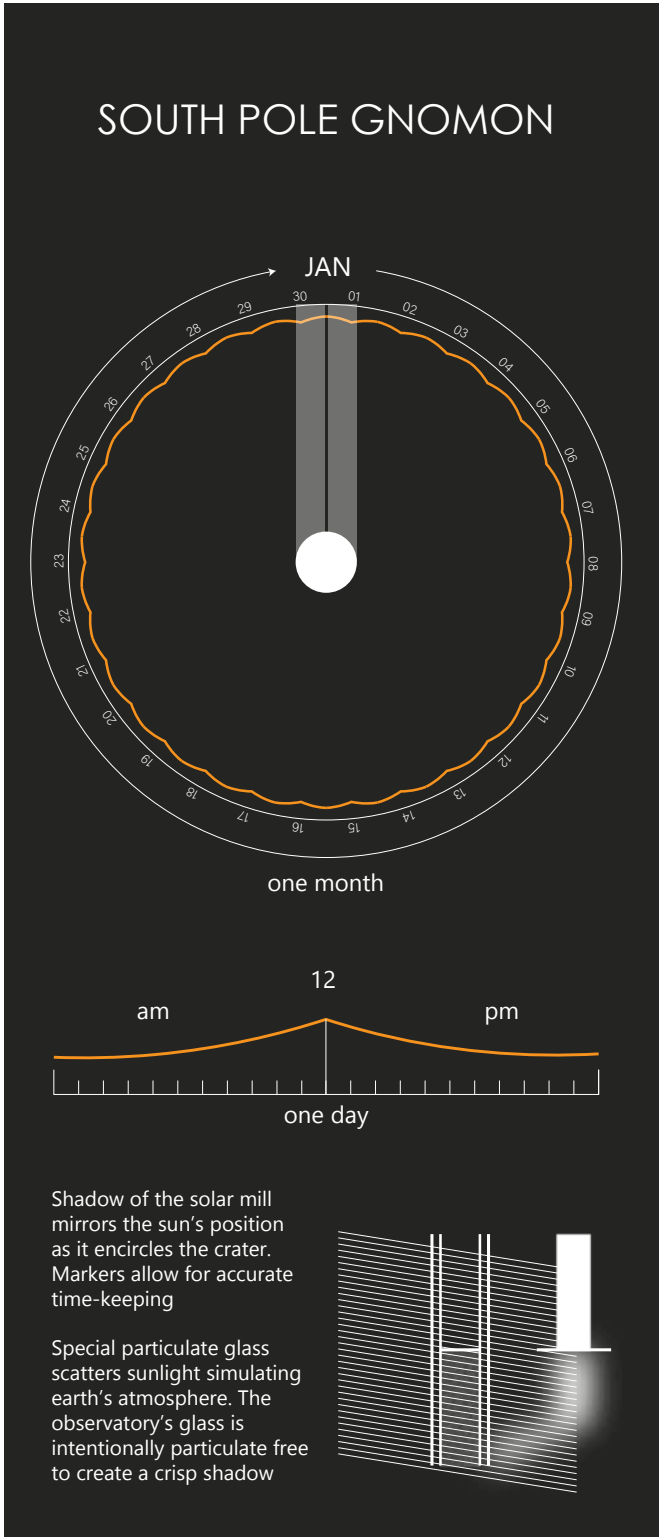 SOUTH POLE GNOMON
JAN
01
02
03
04
05
06
07
08
09
10
11
12
13
14
15
16
17
18
19
20
21
22
23
24
25
26
27
28
29
30
one month
12
am
pm
one day
Shadow of the solar mill
mirrors the sun's position
as it encircles the crater.
Markers allow for accurate
time-keeping
Special particulate glass
scatters sunlight simulating
earth's atmosphere. The
observatory's glass is
intentionally particulate free
to create a crisp shadow